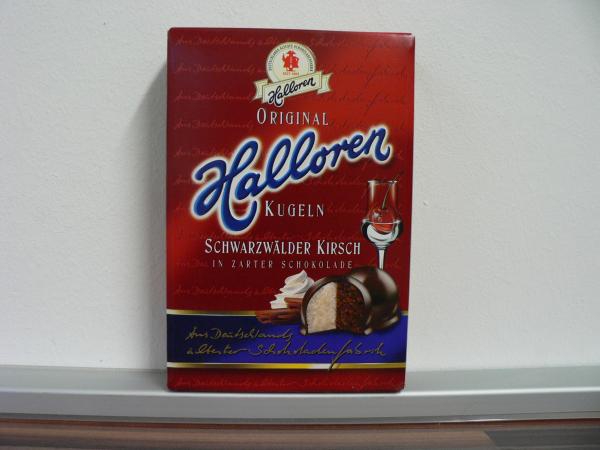 Halloren
ORIGINAL
Halloren
KUGELN
SCHWARZWÄLDER KIRSCH
IN ZARTER SCHOKOLADE
Aus Deutschlands
ältester Schokoladenfabrik